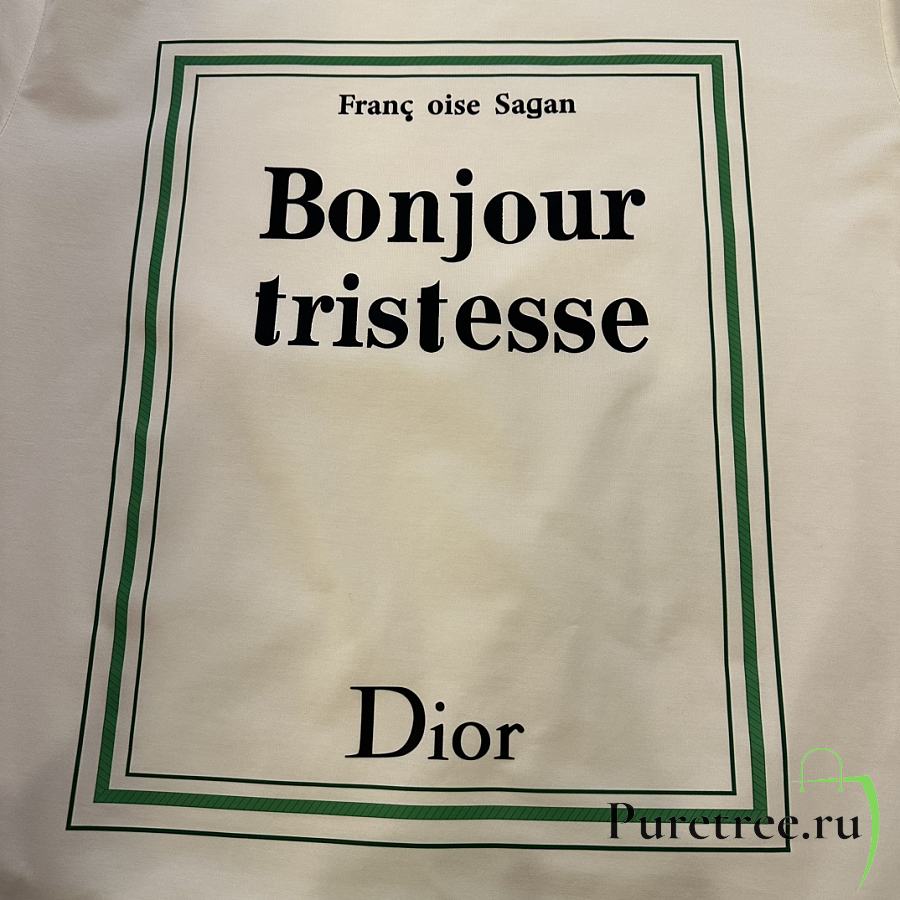 Franç oise Sagan
Bonjour
tristesse
Dior
Puretree.ru